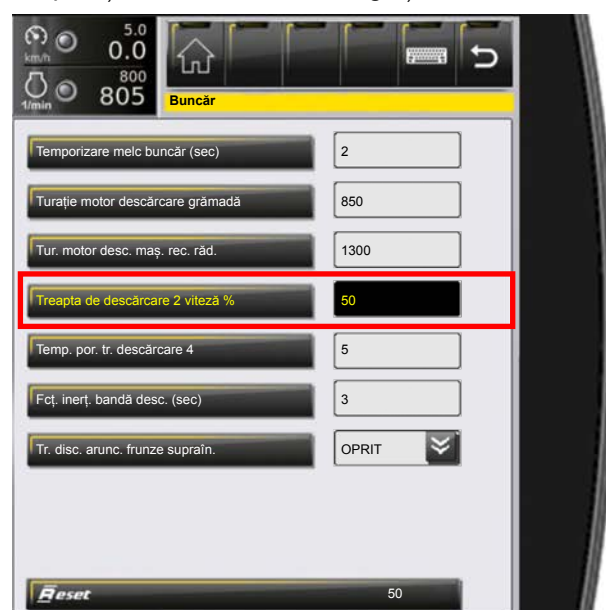 5.0
km/h 0.0
800
1/min 805
Buncăr
Temporizare melc buncăr (sec) 2
Turație motor descărcare grămadă 850
Tur. motor desc. maș. rec. răd. 1300
Treapta de descărcare 2 viteză % 50
Temp. por. tr. descărcare 4 5
Fcț. inerț. bandă desc. (sec) 3
Tr. disc. arunc. frunze supraîn. OPRIT
Reset 50